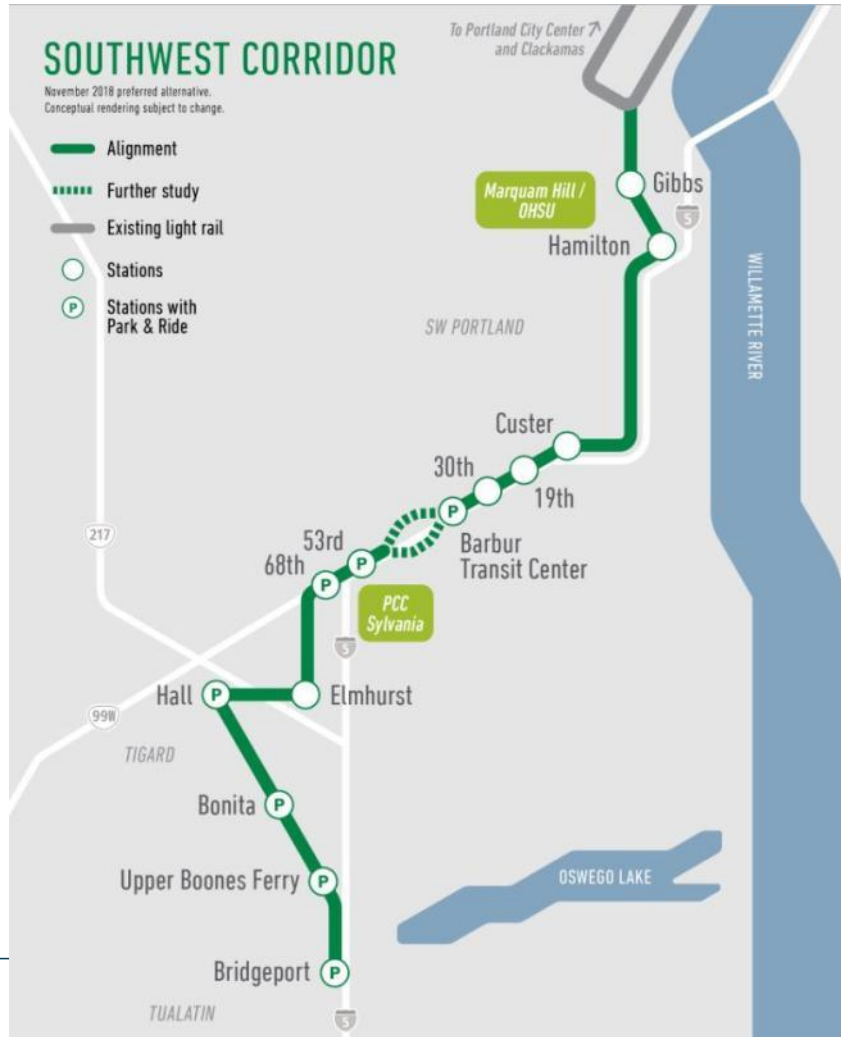 To Portland City Center
and Clackamas
SOUTHWEST CORRIDOR
November 2018 preferred alternative.
Conceptual rendering subject to change.
Alignment
Further study
Existing light rail
Stations
P
Stations with
Park & Ride
Marquam Hill /
OHSU
Gibbs
5
Hamilton
WILLAMETTE RIVER
SW PORTLAND
Custer
30th
19th
P
Barbur
Transit Center
217
53rd
P
68th
P
PCC
Sylvania
5
Hall
P
Elmhurst
99W
TIGARD
Bonita
P
Upper Boones Ferry
P
OSWEGO LAKE
Bridgeport
P
TUALATIN
5